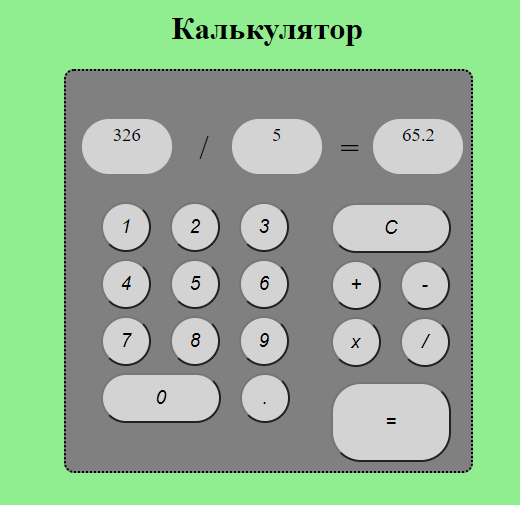 Калькулятор
326 / 5 = 65.2
1 2 3 C
4 5 6 + -
7 8 9 x /
0 . =